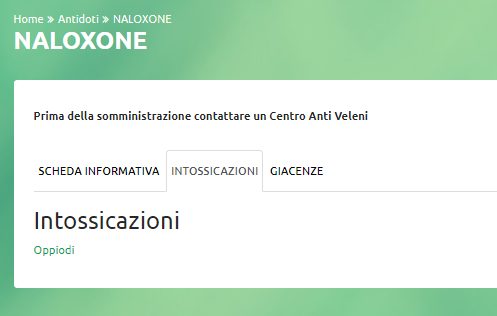 Home » Antidoti » NALOXONE
NALOXONE
Prima della somministrazione contattare un Centro Anti Veleni
SCHEDA INFORMATIVA INTOSSICAZIONI GIACENZE
Intossicazioni
Oppiodi